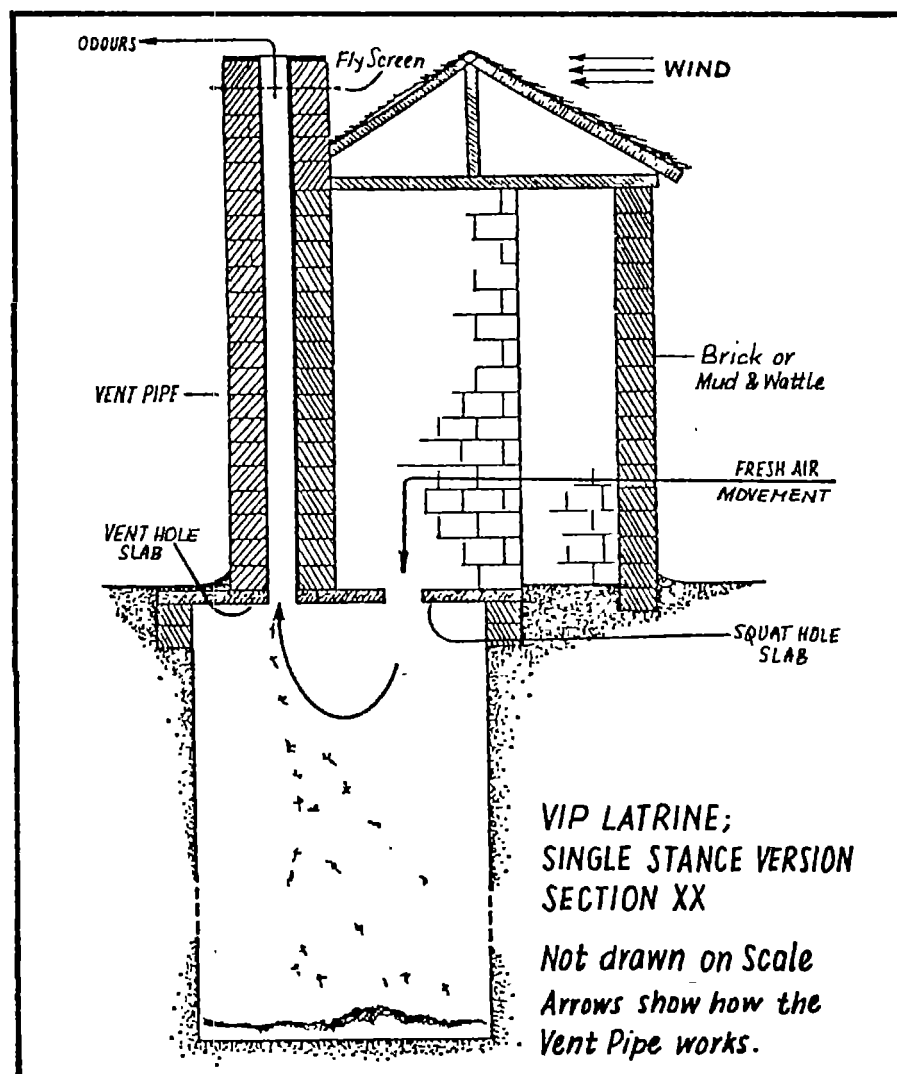 ODOURS
Fly Screen
WIND
VENT PIPE
Brick or
Mud & Wattle
FRESH AIR
MOVEMENT
VENT HOLE
SLAB
SQUAT HOLE
SLAB
VIP LATRINE;
SINGLE STANCE VERSION
SECTION XX
Not drawn on Scale
Arrows show how the
Vent Pipe works.